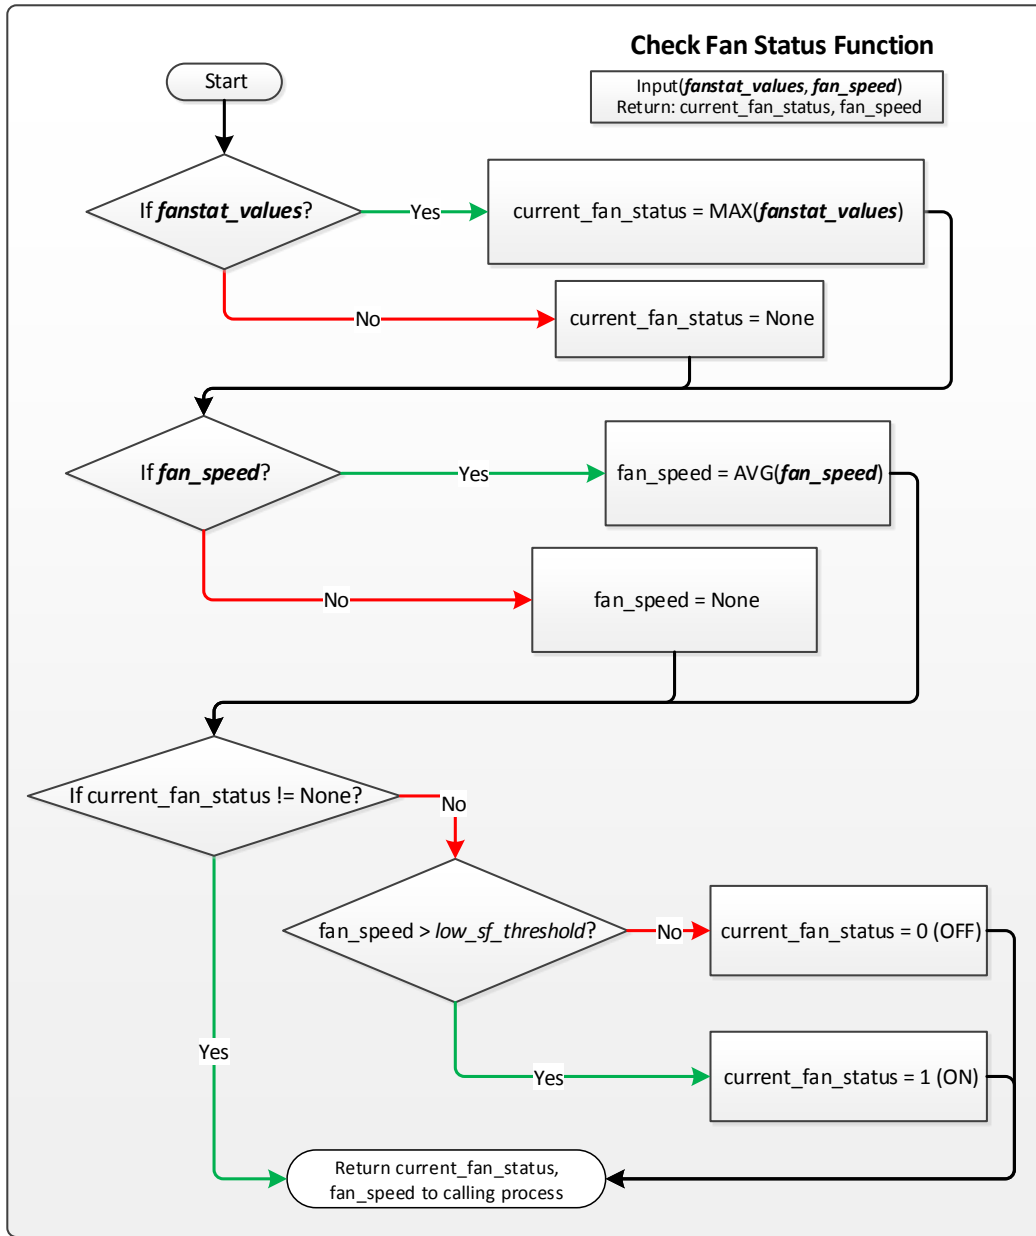 Check Fan Status Function
Input(fanstat_values, fan_speed)
Return: current_fan_status, fan_speed
Start
If fanstat_values?
Yes
current_fan_status = MAX(fanstat_values)
No
current_fan_status = None
If fan_speed?
Yes
fan_speed = AVG(fan_speed)
No
fan_speed = None
If current_fan_status != None?
No
fan_speed > low_sf_threshold?
No
current_fan_status = 0 (OFF)
Yes
Yes
current_fan_status = 1 (ON)
Return current_fan_status,
fan_speed to calling process